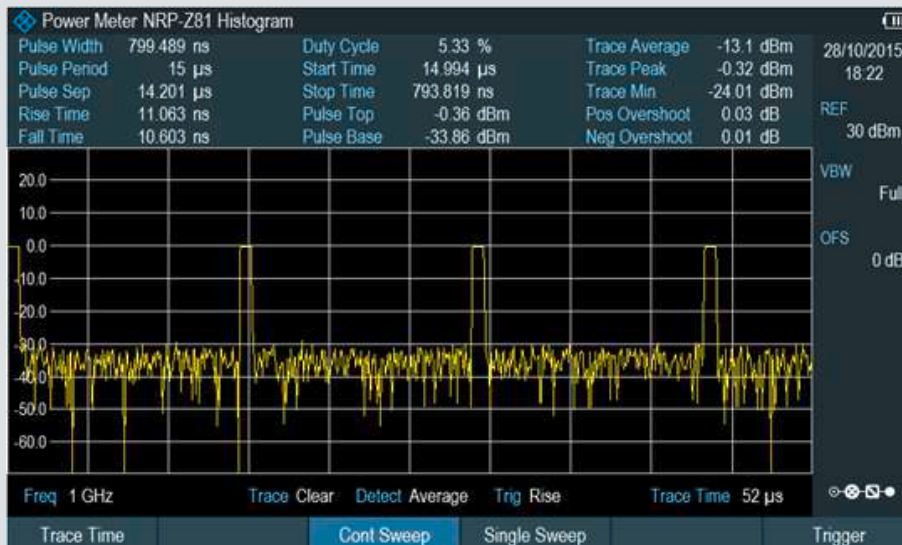 Power Meter NRP-Z81 Histogram
Pulse Width 799.489 ns Duty Cycle 5.33 % Trace Average -13.1 dBm
Pulse Period 15 µs Start Time 14.994 µs Trace Peak -0.32 dBm
Pulse Sep 14.201 µs Stop Time 793.819 ns Trace Min -24.01 dBm
Rise Time 11.063 ns Pulse Top -0.36 dBm Pos Overshoot 0.03 dB
Fall Time 10.603 ns Pulse Base -33.86 dBm Neg Overshoot 0.01 dB
28/10/2015
18:22
REF
30 dBm
VBW
Full
OFS
0 dB
20.0
10.0
0.0
-10.0
-20.0
-30.0
-40.0
-50.0
-60.0
Freq 1 GHz Trace Clear Detect Average Trig Rise Trace Time 52 µs
Trace Time Cont Sweep Single Sweep Trigger